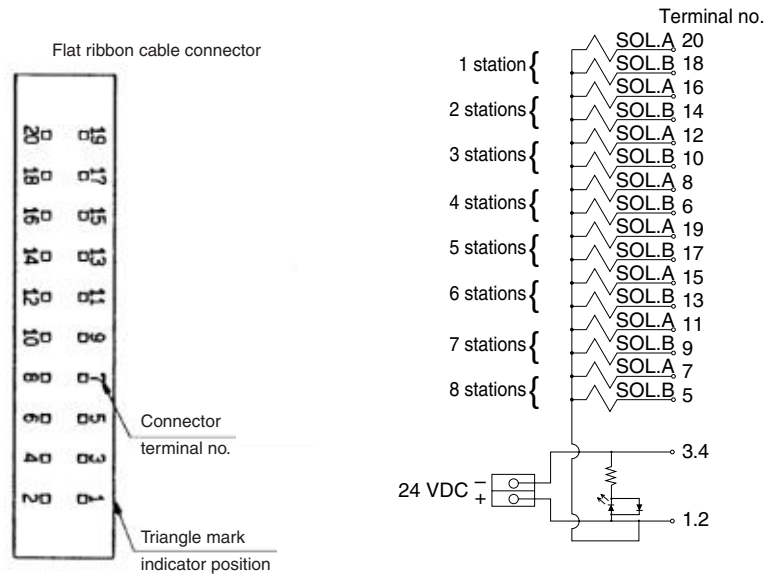 Flat ribbon cable connector
20 19
18 17
16 15
14 13
12 11
10 9
8 7
6 5
4 3
2 1
Connector
terminal no.
Triangle mark
indicator position
Terminal no.
1 station{
SOL.A 20
SOL.B 18
2 stations{
SOL.A 16
SOL.B 14
3 stations{
SOL.A 12
SOL.B 10
4 stations{
SOL.A 8
SOL.B 6
5 stations{
SOL.A 19
SOL.B 17
6 stations{
SOL.A 15
SOL.B 13
7 stations{
SOL.A 11
SOL.B 9
8 stations{
SOL.A 7
SOL.B 5
3.4
24 VDC
−
+
1.2